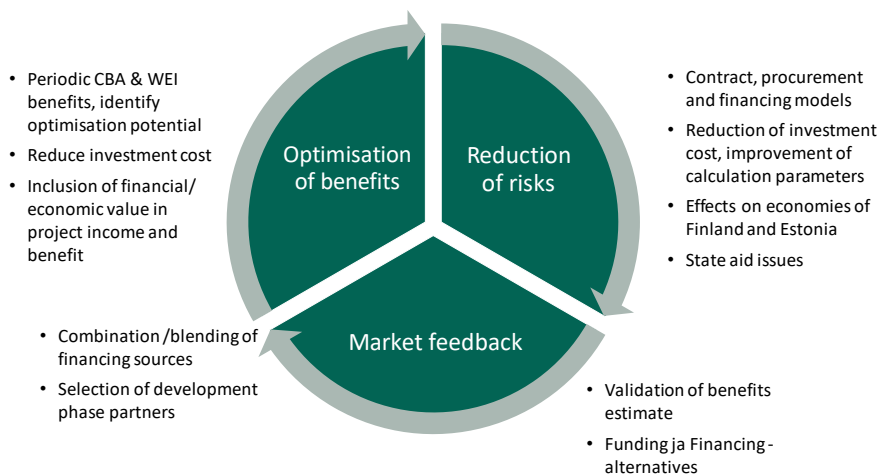 • Periodic CBA & WEI
benefits, identify
optimisation potential
• Reduce investment cost
• Inclusion of financial/
economic value in
project income and
benefit
Optimisation
of benefits
Reduction
of risks
• Contract, procurement
and financing models
• Reduction of investment
cost, improvement of
calculation parameters
• Effects on economies of
Finland and Estonia
• State aid issues
Market feedback
• Combination /blending of
financing sources
• Selection of development
phase partners
• Validation of benefits
estimate
• Funding ja Financing -
alternatives